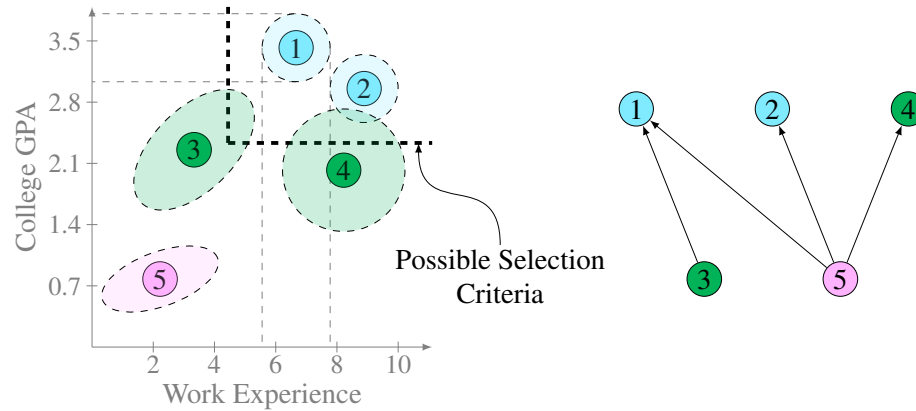 3.5
2.8
2.1
1.4
0.7
College GPA
1
2
3
4
5
2 4 6 8 10
Work Experience
Possible Selection
Criteria
1 2 4
3 5